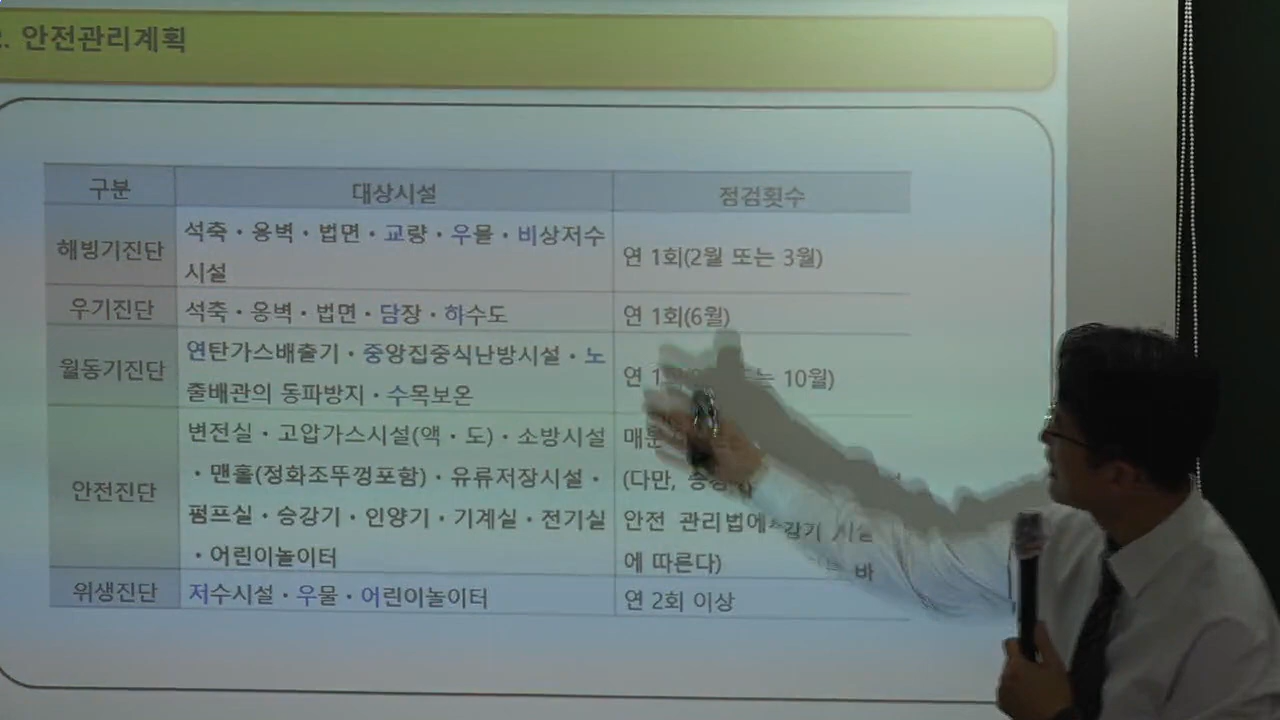 2. 안전관리계획
구분 대상시설 점검횟수
해빙기진단 석축・옹벽・법면・교량・우물・비상저수
시설 연 1회(2월 또는 3월)
우기진단 석축・옹벽・법면・담장・하수도 연 1회(6월)
월동기진단 연탄가스배출기・중앙집중식난방시설・노
줄배관의 동파방지・수목보온 연 10월)
안전진단 변전실・고압가스시설(액・도)・소방시설
・맨홀(정화조뚜껑포함)・유류저장시설・
펌프실・승강기・인양기・기계실・전기실
・어린이놀이터
매
(다만,
안전 관리법에
에 따른다)
위생진단 저수시설・우물・어린이놀이터 연 2회 이상